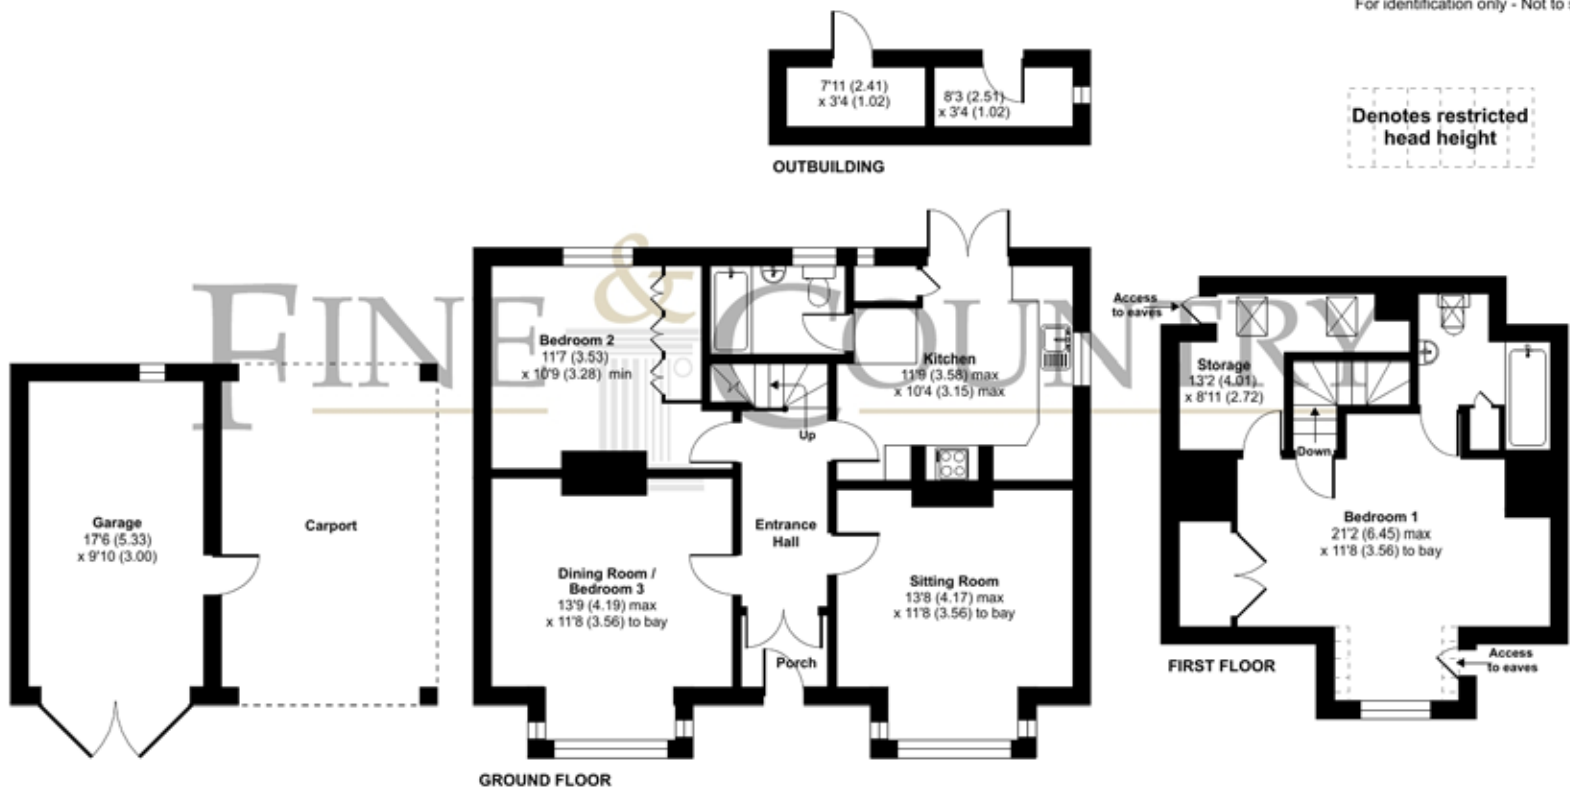 For identification only - Not to s
7'11 (2.41)
x 3'4 (1.02)
8'3 (2.51)
x 3'4 (1.02)
OUTBUILDING
Denotes restricted
head height
FINE & COUNTRY
Bedroom 2
11'7 (3.53)
x 10'9 (3.28) min
Kitchen
11'9 (3.58) max
x 10'4 (3.15) max
Up
Garage
17'6 (5.33)
x 9'10 (3.00)
Carport
Entrance
Hall
Dining Room /
Bedroom 3
13'9 (4.19) max
x 11'8 (3.56) to bay
Sitting Room
13'8 (4.17) max
x 11'8 (3.56) to bay
Porch
GROUND FLOOR
Access
to eaves
Storage
13'2 (4.01)
x 8'11 (2.72)
Down
Bedroom 1
21'2 (6.45) max
x 11'8 (3.56) to bay
Access
to eaves
FIRST FLOOR